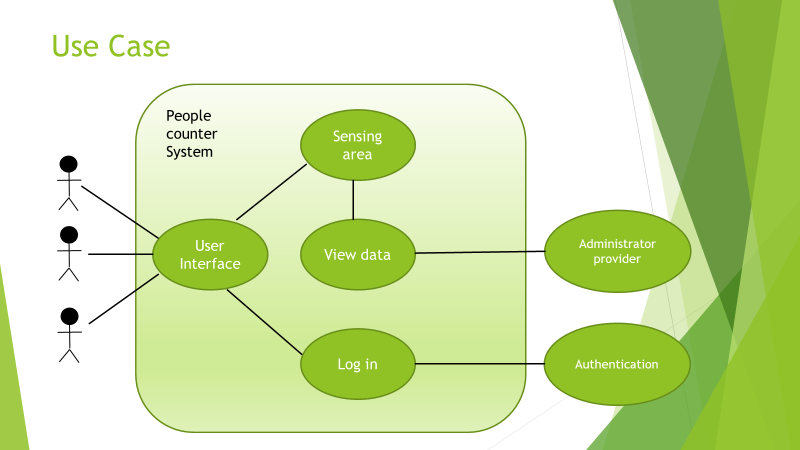 Use Case
People
counter
System
Sensing
area
User
Interface
View data
Administrator
provider
Log in
Authentication